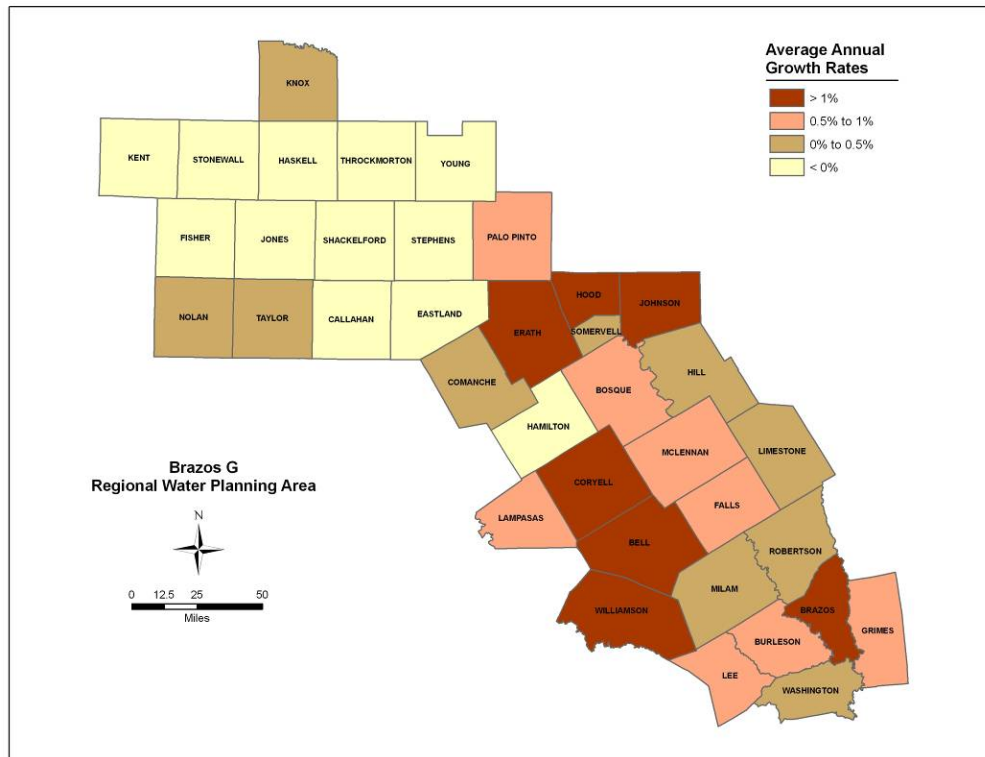 Average Annual
Growth Rates
> 1%
0.5% to 1%
0% to 0.5%
< 0%
KNOX
KENT
STONEWALL
HASKELL
THROCKMORTON
YOUNG
FISHER
JONES
SHACKELFORD
STEPHENS
PALO PINTO
NOLAN
TAYLOR
CALLAHAN
EASTLAND
ERATH
HOOD
JOHNSON
SOMERVELL
COMANCHE
BOSQUE
HILL
HAMILTON
MCLENNAN
LIMESTONE
CORYELL
LAMPASAS
FALLS
BELL
ROBERTSON
MILAM
WILLIAMSON
BRAZOS
BURLESON
GRIMES
LEE
WASHINGTON
Brazos G
Regional Water Planning Area
N
0 12.5 25 50
Miles